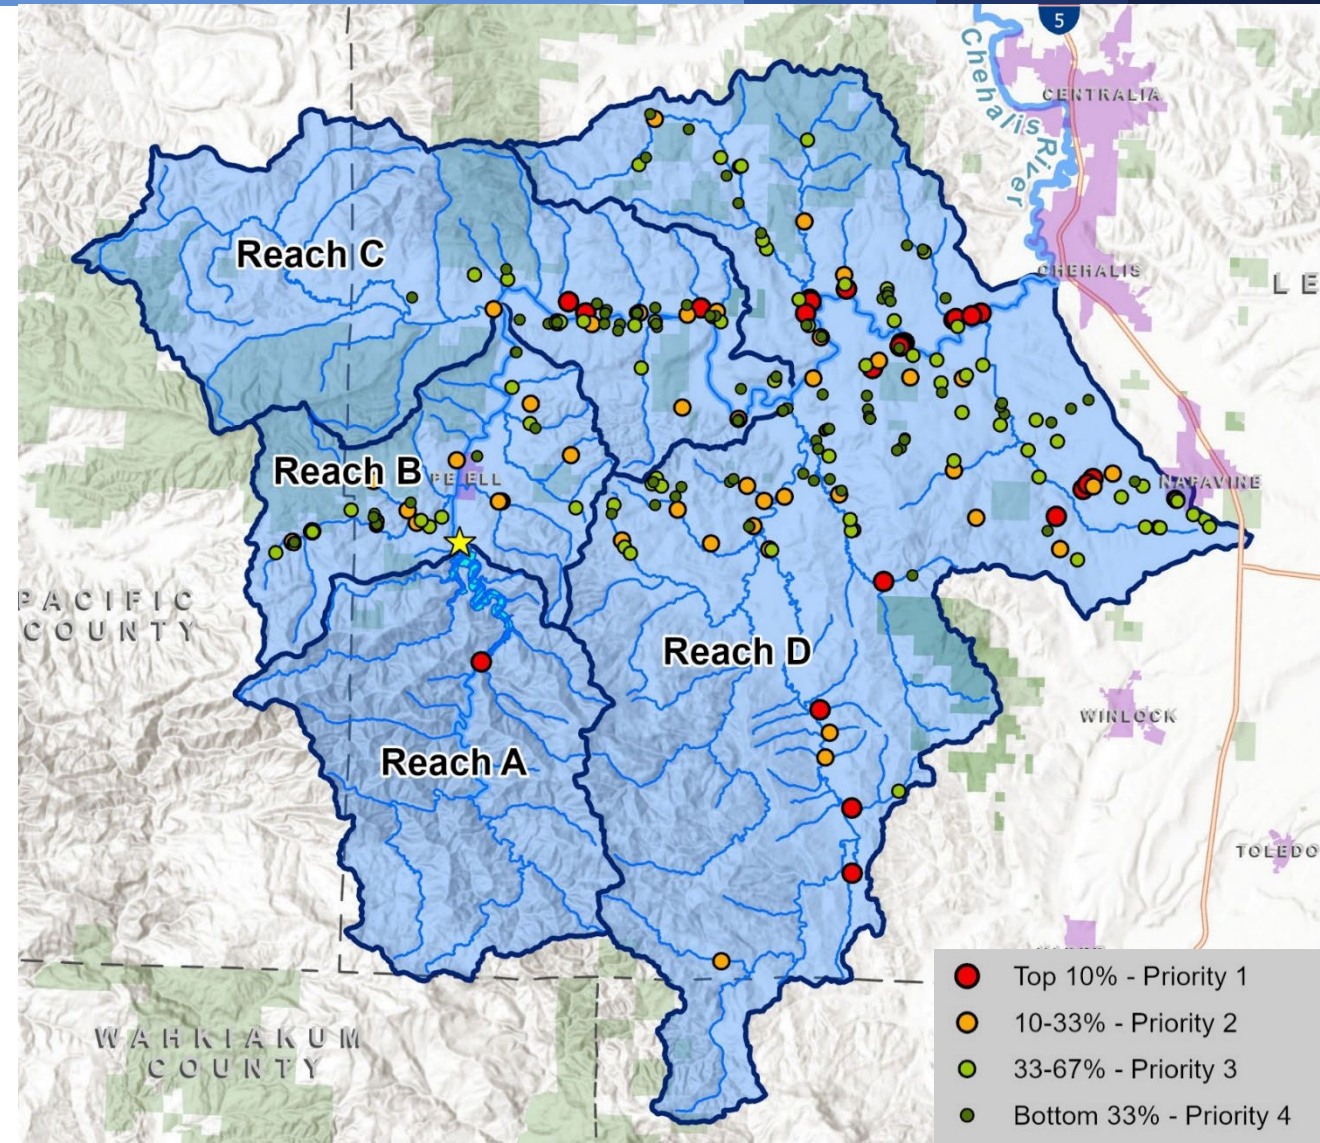 5
Chehalis River
CENTRALIA
CHEHALIS
LE
Reach C
Reach B
PE ELL
NAPAVINE
PACIFIC
COUNTY
Reach D
WINLOCK
Reach A
TOLEDO
WAHKIAKUM
COUNTY
Top 10% - Priority 1
10-33% - Priority 2
33-67% - Priority 3
Bottom 33% - Priority 4